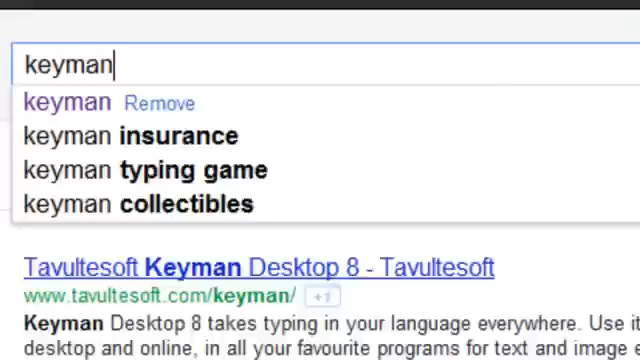 keyman
keyman Remove
keyman insurance
keyman typing game
keyman collectibles
Tavultesoft Keyman Desktop 8 - Tavultesoft
www.tavultesoft.com/keyman/ +1
Keyman Desktop 8 takes typing in your language everywhere. Use it
desktop and online, in all your favourite programs for text and image